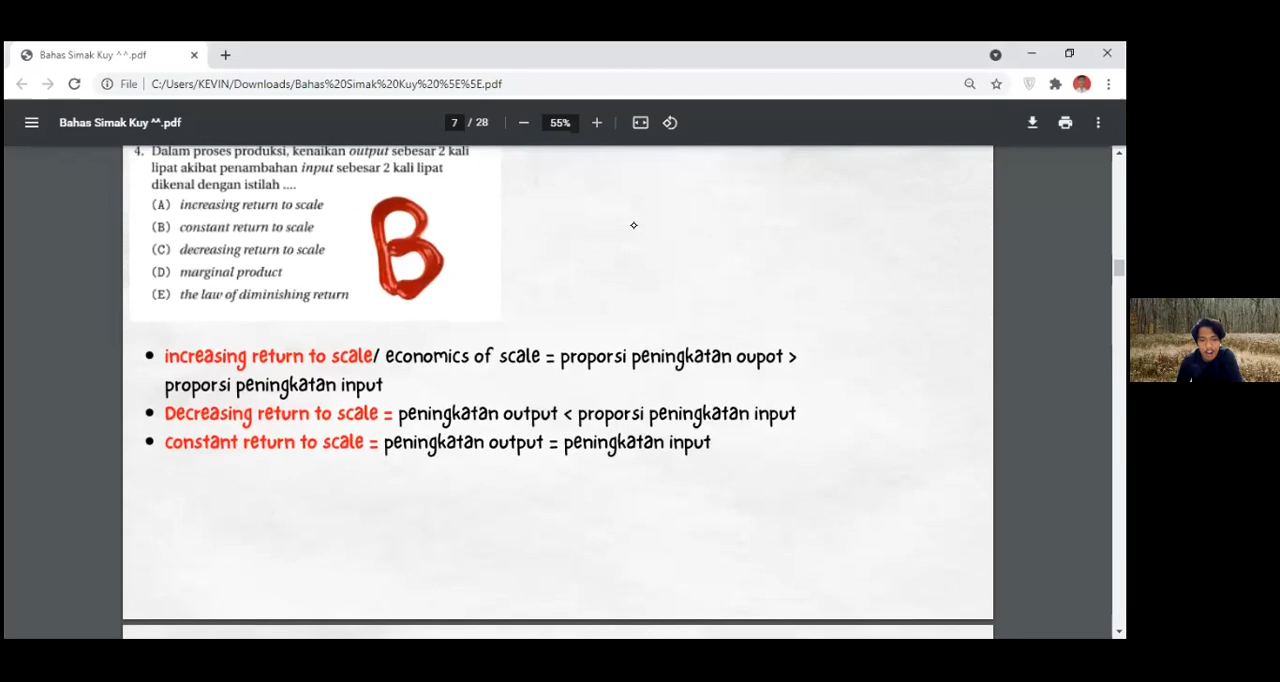 Bahas Simak Kuy ^^.pdf
File
C:/Users/KEVIN/Downloads/Bahas%20Simak%20Kuy%20%5E%5E.pdf
Bahas Simak Kuy ^^.pdf
7 / 28
55%
4. Dalam proses produksi, kenaikan output sebesar 2 kali
lipat akibat penambahan input sebesar 2 kali lipat
dikenal dengan istilah ....
(A) increasing return to scale
(B) constant return to scale
(C) decreasing return to scale
(D) marginal product
(E) the law of diminishing return
B
• increasing return to scale/ economics of scale = proporsi peningkatan oupot >
proporsi peningkatan input
• Decreasing return to scale = peningkatan output < proporsi peningkatan input
• constant return to scale = peningkatan output = peningkatan input